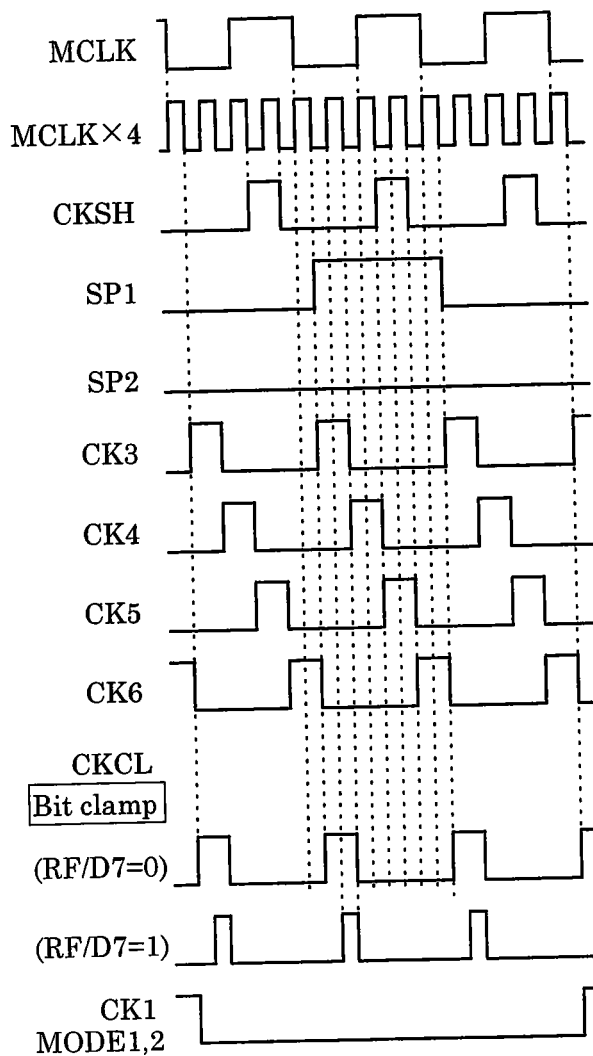 MCLK
MCLK×4
CKSH
SP1
SP2
CK3
CK4
CK5
CK6
CKCL
Bit clamp
(RF/D7=0)
(RF/D7=1)
CK1
MODE1,2